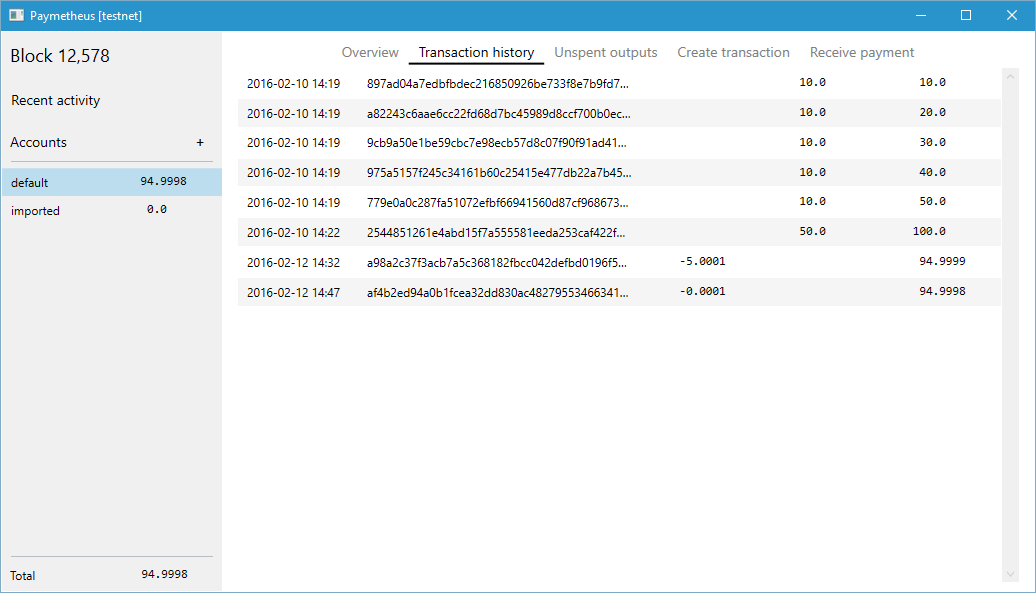 Paymetheus [testnet]
Block 12,578
Recent activity
Accounts +
default 94.9998
imported 0.0
Total 94.9998
Overview Transaction history Unspent outputs Create transaction Receive payment
2016-02-10 14:19 897ad04a7edbfbdec216850926be733f8e7b9fd7... 10.0 10.0
2016-02-10 14:19 a82243c6aae6cc22fd68d7bc45989d8ccf700b0ec... 10.0 20.0
2016-02-10 14:19 9cb9a50e1be59cbc7e98ecb57d8c07f90f91ad41... 10.0 30.0
2016-02-10 14:19 975a5157f245c34161b60c25415e477db22a7b45... 10.0 40.0
2016-02-10 14:19 779e0a0c287fa51072efbf66941560d87cf968673... 10.0 50.0
2016-02-10 14:22 2544851261e4abd15f7a555581eeda253caf422f... 50.0 100.0
2016-02-12 14:32 a98a2c37f3acb7a5c368182fbcc042defbd0196f5... -5.0001 94.9999
2016-02-12 14:47 af4b2ed94a0b1fcea32dd830ac48279553466341... -0.0001 94.9998